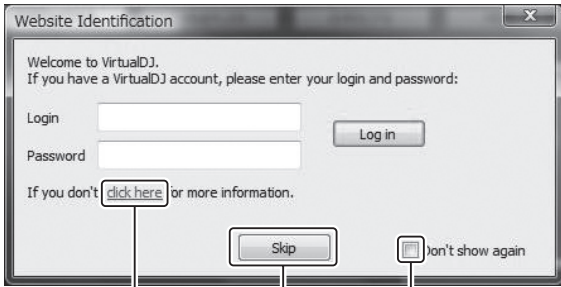 Website Identification
X
Welcome to VirtualDJ.
If you have a VirtualDJ account, please enter your login and password:
Login
Log in
Password
If you don't click here for more information.
Skip
Don't show again